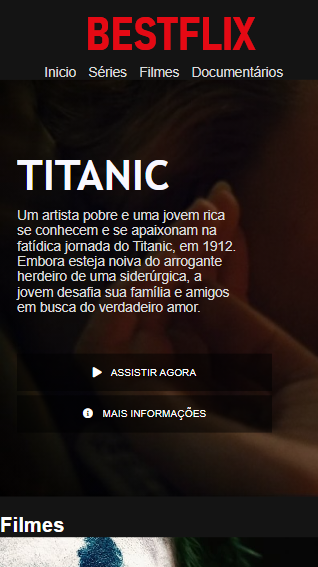 BESTFLIX
Inicio Séries Filmes Documentários
TITANIC
Um artista pobre e uma jovem rica
se conhecem e se apaixonam na
fatídica jornada do Titanic, em 1912.
Embora esteja noiva do arrogante
herdeiro de uma siderúrgica, a
jovem desafia sua família e amigos
em busca do verdadeiro amor.
ASSISTIR AGORA
MAIS INFORMAÇÕES
Filmes